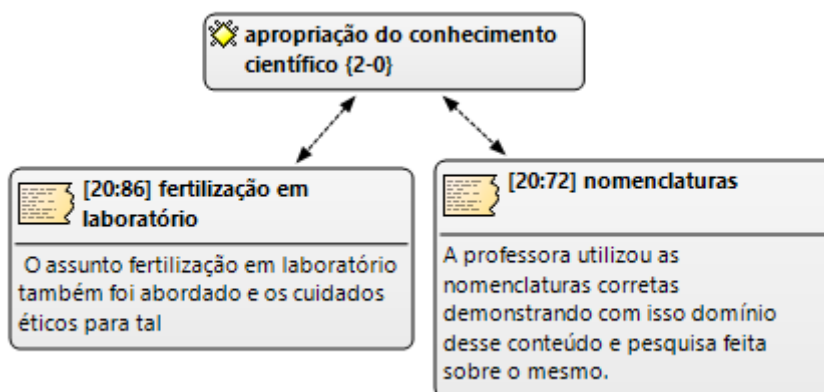 apropriação do conhecimento
científico {2-0}
[20:86] fertilização em
laboratório
O assunto fertilização em laboratório
também foi abordado e os cuidados
éticos para tal
[20:72] nomenclaturas
A professora utilizou as
nomenclaturas corretas
demonstrando com isso domínio
desse conteúdo e pesquisa feita
sobre o mesmo.